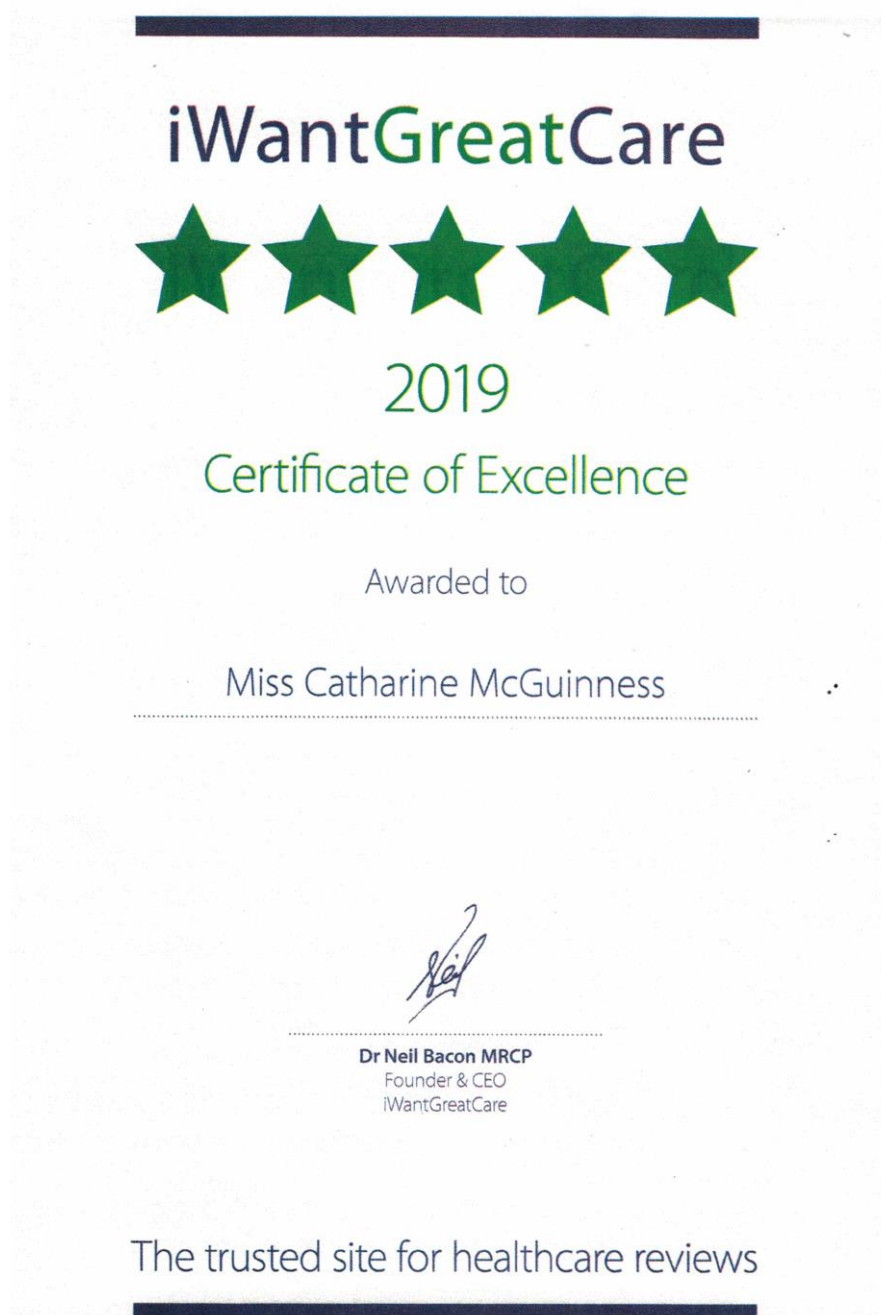 iWantGreatCare
2019
Certificate of Excellence
Awarded to
Miss Catharine McGuinness
Neil
Dr Neil Bacon MRCP
Founder & CEO
iWantGreatCare
The trusted site for healthcare reviews